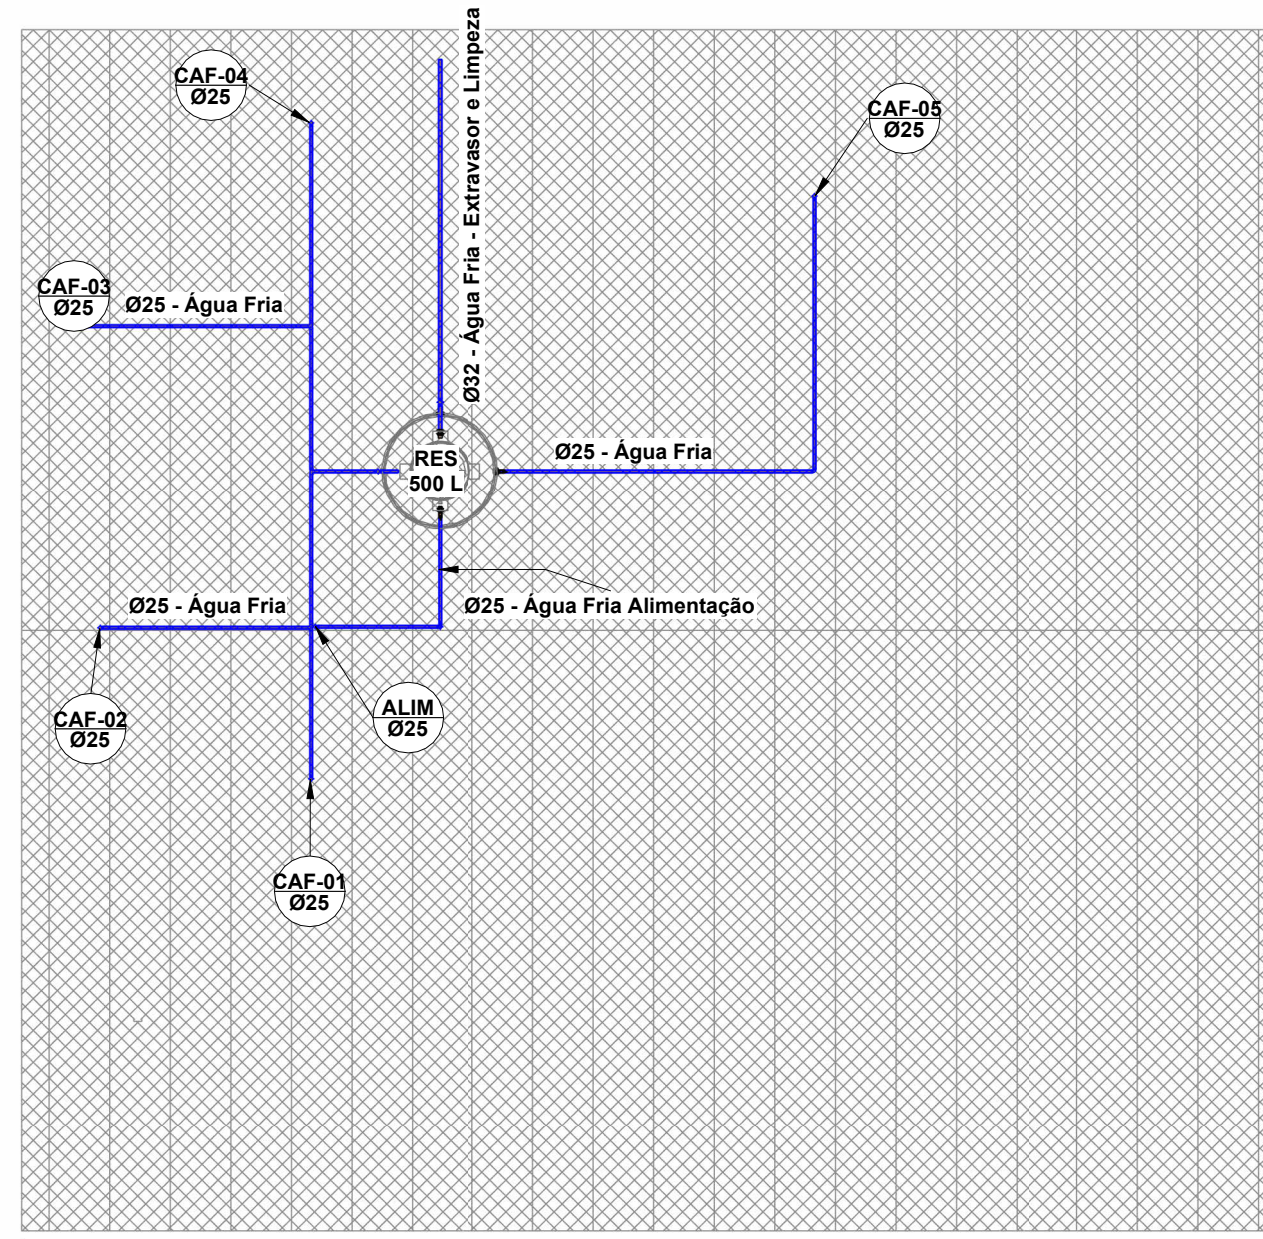 CAF-04
Ø25
Ø32 - Água Fria - Extravasor e Limpeza
CAF-05
Ø25
CAF-03
Ø25
Ø25 - Água Fria
RES
500 L
Ø25 - Água Fria
Ø25 - Água Fria
Ø25 - Água Fria Alimentação
CAF-02
Ø25
ALIM
Ø25
CAF-01
Ø25